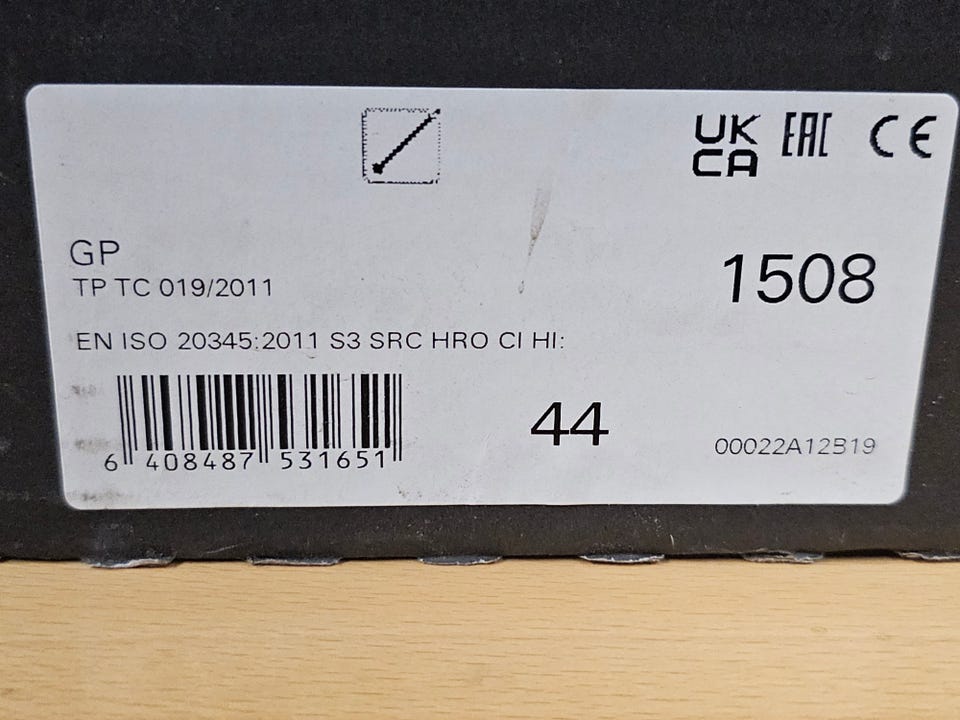 UK
CA
EAC
CE
GP
TP TC 019/2011
1508
EN ISO 20345:2011 S3 SRC HRO CI HI:
44
00022A12B19
6 408487 531651